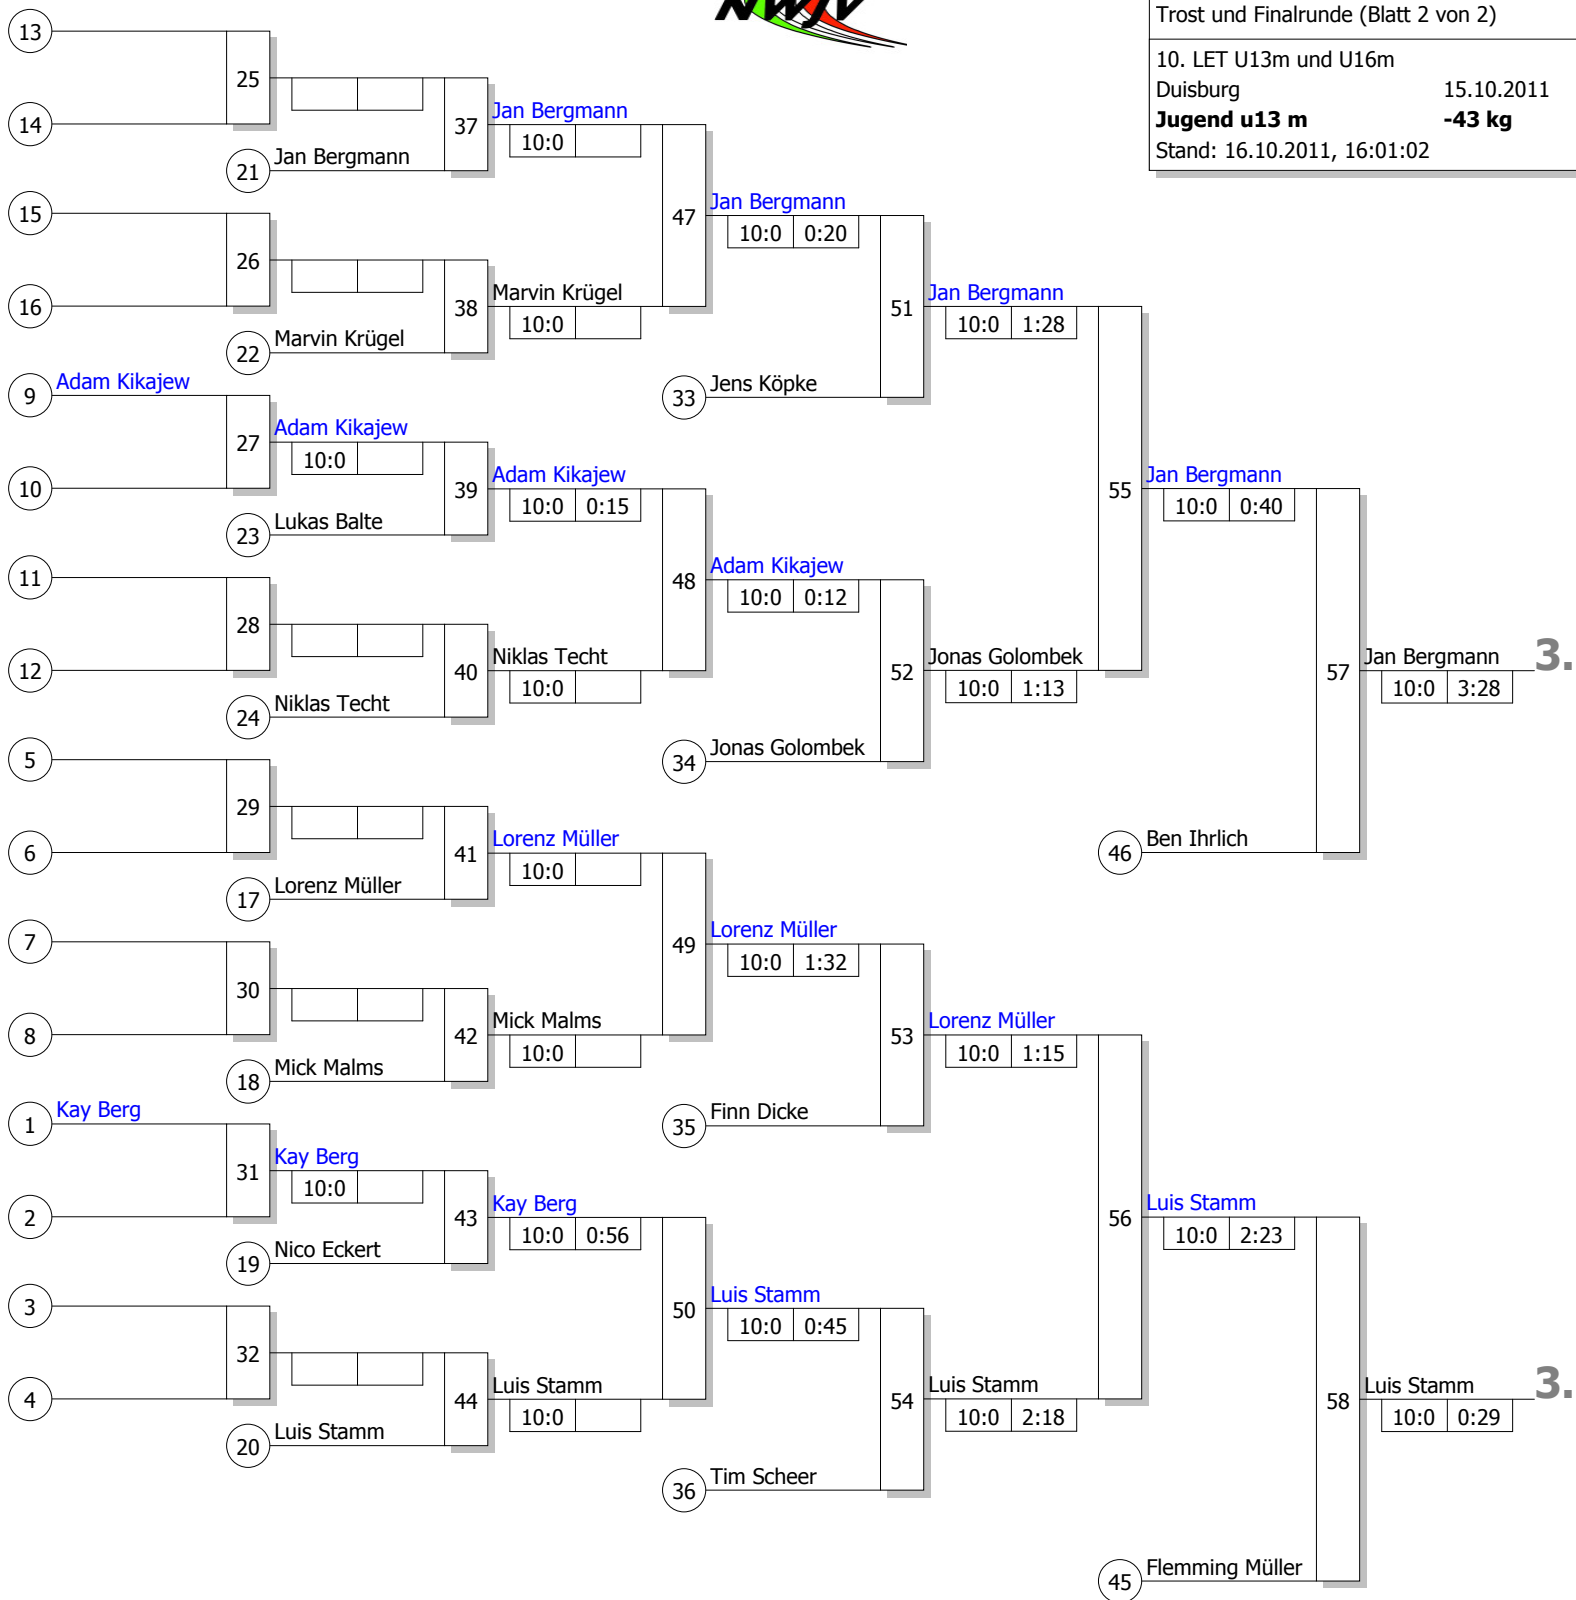 NWJV
Trost und Finalrunde (Blatt 2 von 2)
10. LET U13m und U16m
Duisburg 15.10.2011
Jugend u13 m -43 kg
Stand: 16.10.2011, 16:01:02
13
25
14
37
Jan Bergmann
10:0
21 Jan Bergmann
15
47
Jan Bergmann
10:0 0:20
26
16
38
Marvin Krügel
10:0
22 Marvin Krügel
51
Jan Bergmann
10:0 1:28
33 Jens Köpke
9 Adam Kikajew
27
Adam Kikajew
10:0
10
39
Adam Kikajew
10:0 0:15
23 Lukas Balte
55
Jan Bergmann
10:0 0:40
11
48
Adam Kikajew
10:0 0:12
28
12
40
Niklas Techt
10:0
24 Niklas Techt
52
Jonas Golombek
10:0 1:13
34 Jonas Golombek
57
Jan Bergmann
10:0 3:28
3.
5
29
6
41
Lorenz Müller
10:0
17 Lorenz Müller
46 Ben Ihrlich
7
49
Lorenz Müller
10:0 1:32
30
8
42
Mick Malms
10:0
18 Mick Malms
53
Lorenz Müller
10:0 1:15
35 Finn Dicke
1 Kay Berg
31
Kay Berg
10:0
2
43
Kay Berg
10:0 0:56
19 Nico Eckert
56
Luis Stamm
10:0 2:23
3
50
Luis Stamm
10:0 0:45
32
4
44
Luis Stamm
10:0
20 Luis Stamm
54
Luis Stamm
10:0 2:18
36 Tim Scheer
58
Luis Stamm
10:0 0:29
3.
45 Flemming Müller